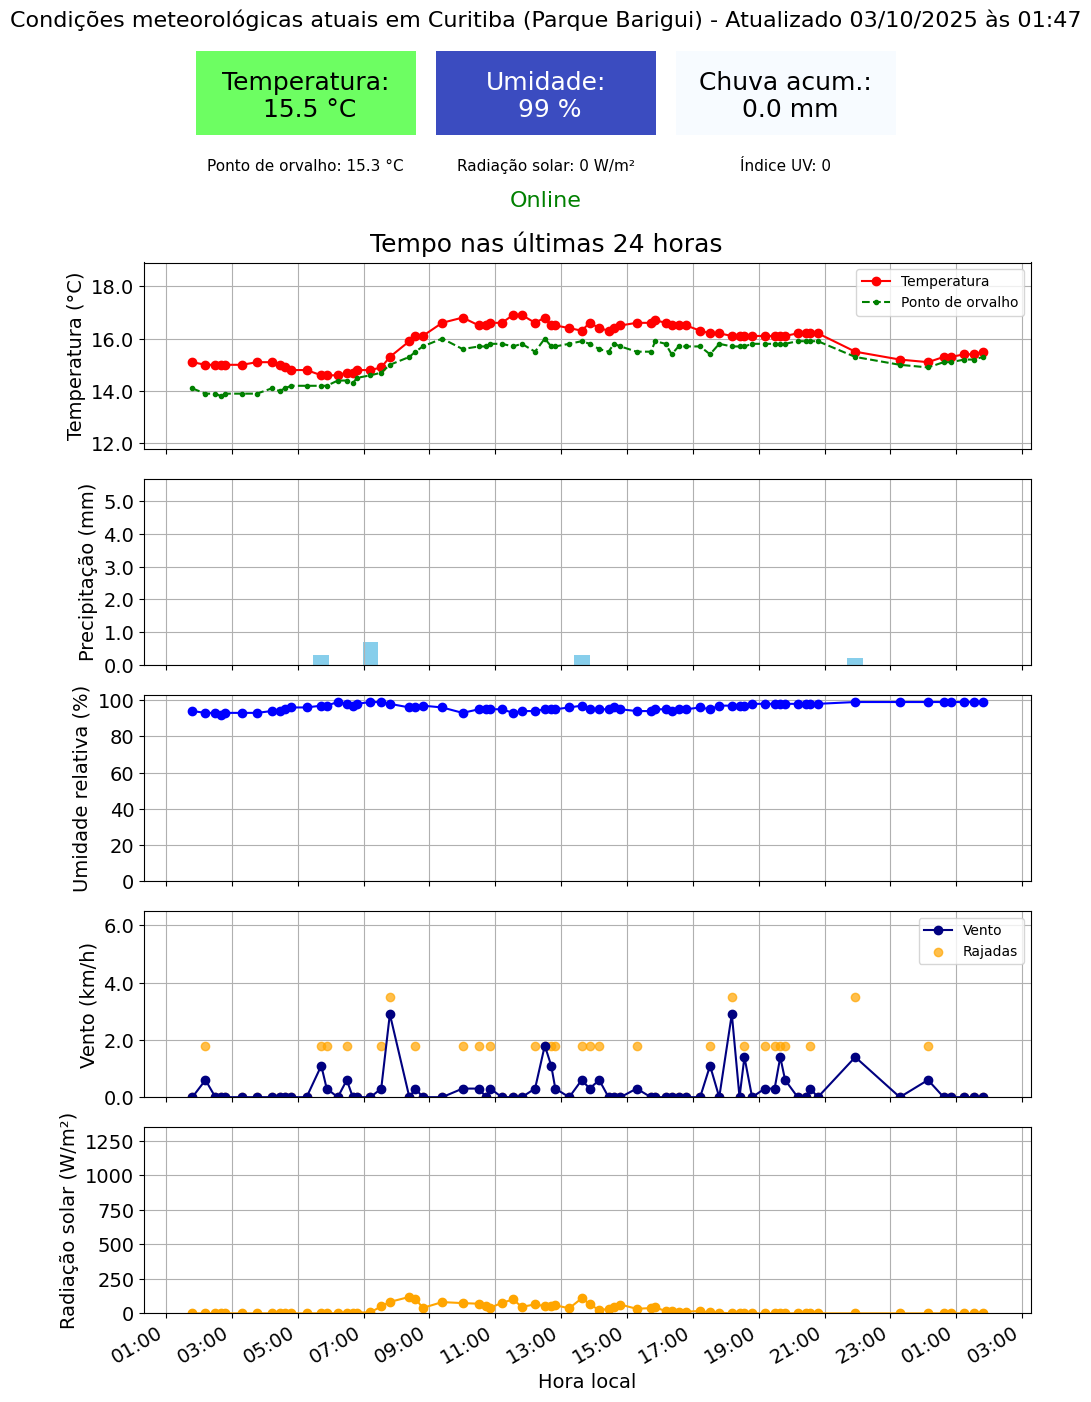 Condições meteorológicas atuais em Curitiba (Parque Barigui) - Atualizado 03/10/2025 às 01:47
Temperatura:
15.5 °C
Umidade:
99 %
Chuva acum.:
0.0 mm
Ponto de orvalho: 15.3 °C
Radiação solar: 0 W/m²
Índice UV: 0
Online
Tempo nas últimas 24 horas
Temperatura (°C)
18.0
16.0
14.0
12.0
Temperatura
Ponto de orvalho
Precipitação (mm)
5.0
4.0
3.0
2.0
1.0
0.0
Umidade relativa (%)
100
80
60
40
20
0
Vento (km/h)
6.0
4.0
2.0
0.0
Vento
Rajadas
Radiação solar (W/m²)
1250
1000
750
500
250
0
01:00
03:00
05:00
07:00
09:00
11:00
13:00
15:00
17:00
19:00
21:00
23:00
01:00
03:00
Hora local